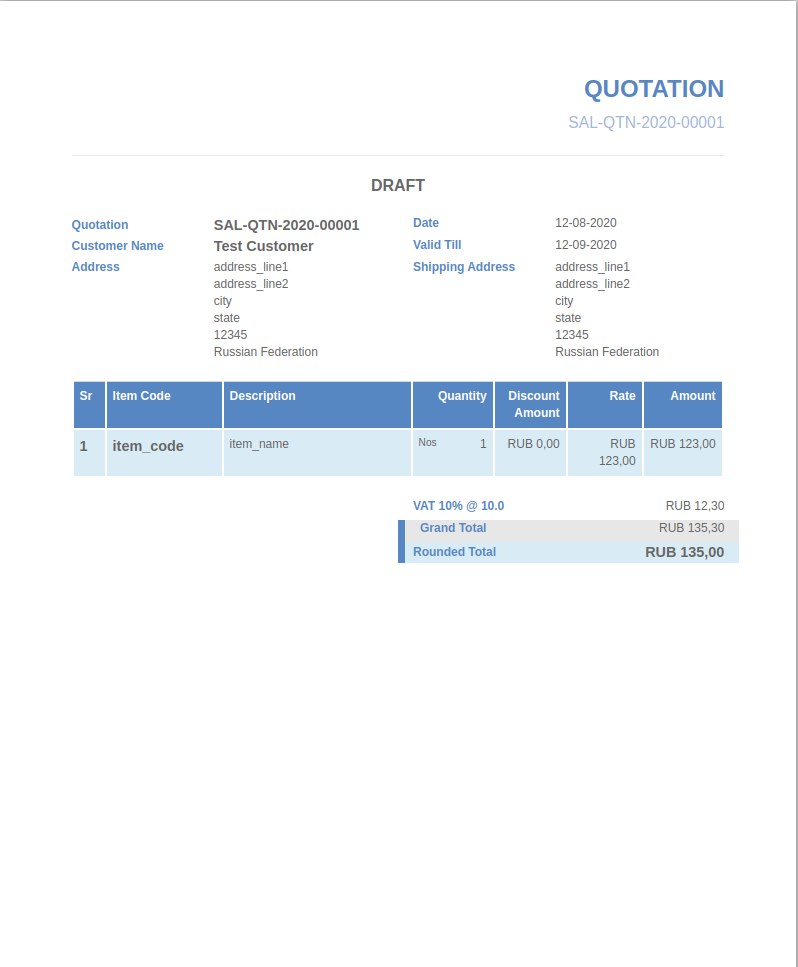 QUOTATION
SAL-QTN-2020-00001
DRAFT
Quotation SAL-QTN-2020-00001
Customer Name Test Customer
Address address_line1
address_line2
city
state
12345
Russian Federation
Date 12-08-2020
Valid Till 12-09-2020
Shipping Address address_line1
address_line2
city
state
12345
Russian Federation
Sr Item Code Description Quantity Discount Rate Amount
Amount
1 item_code item_name Nos 1 RUB 0,00 RUB RUB 123,00
123,00
VAT 10% @ 10.0 RUB 12,30
Grand Total RUB 135,30
Rounded Total RUB 135,00